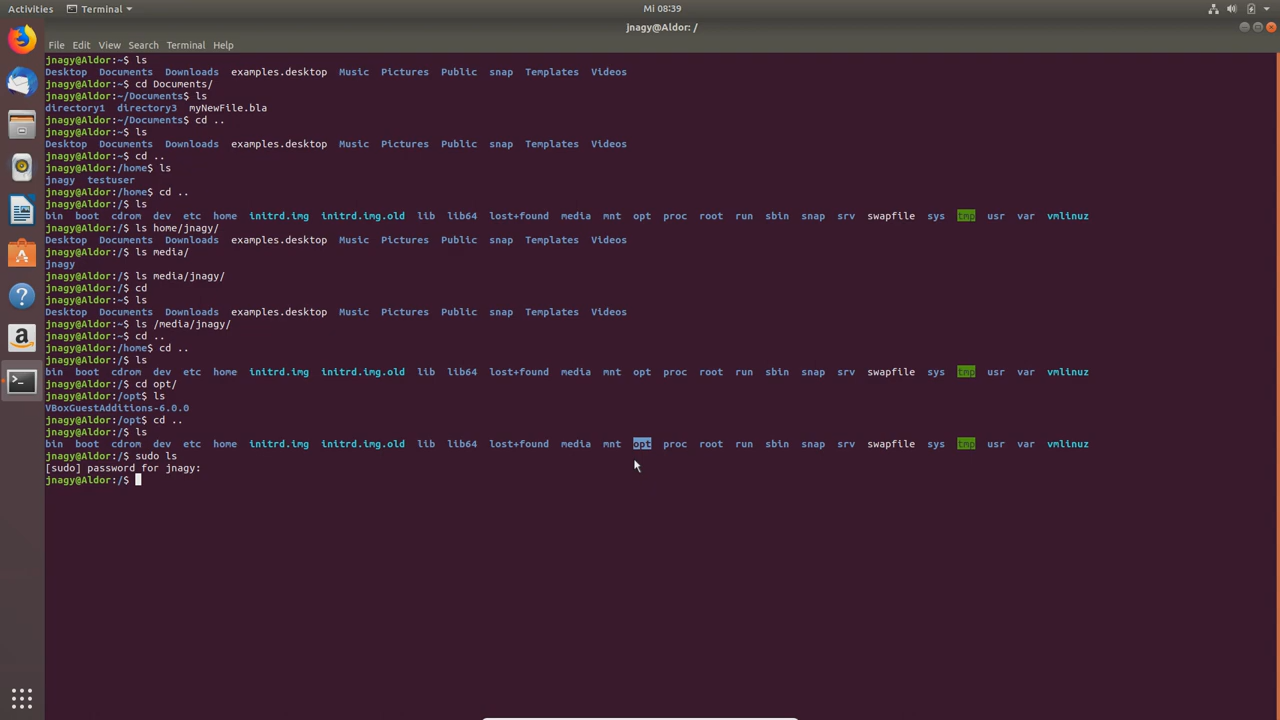 Activities Terminal Mi 08:39
jnagy@Aldor: /
File Edit View Search Terminal Help
jnagy@Aldor:~$ ls
Desktop Documents Downloads examples.desktop Music Pictures Public snap Templates Videos
jnagy@Aldor:~$ cd Documents/
jnagy@Aldor:~/Documents$ ls
directory1 directory3 myNewFile.bla
jnagy@Aldor:~/Documents$ cd ..
jnagy@Aldor:~$ ls
Desktop Documents Downloads examples.desktop Music Pictures Public snap Templates Videos
jnagy@Aldor:~$ cd ..
jnagy@Aldor:/home$ ls
jnagy testuser
jnagy@Aldor:/home$ cd ..
jnagy@Aldor:/$ ls
bin boot cdrom dev etc home initrd.img initrd.img.old lib lib64 lost+found media mnt opt proc root run sbin snap srv swapfile sys tmp usr var vmlinuz
jnagy@Aldor:/$ ls home/jnagy/
Desktop Documents Downloads examples.desktop Music Pictures Public snap Templates Videos
jnagy@Aldor:/$ ls media/
jnagy
jnagy@Aldor:/$ ls media/jnagy/
jnagy@Aldor:/$ cd
jnagy@Aldor:~$ ls
Desktop Documents Downloads examples.desktop Music Pictures Public snap Templates Videos
jnagy@Aldor:~$ ls /media/jnagy/
jnagy@Aldor:~$ cd ..
jnagy@Aldor:/home$ cd ..
jnagy@Aldor:/$ ls
bin boot cdrom dev etc home initrd.img initrd.img.old lib lib64 lost+found media mnt opt proc root run sbin snap srv swapfile sys tmp usr var vmlinuz
jnagy@Aldor:/$ cd opt/
jnagy@Aldor:/opt$ ls
VBoxGuestAdditions-6.0.0
jnagy@Aldor:/opt$ cd ..
jnagy@Aldor:/$ ls
bin boot cdrom dev etc home initrd.img initrd.img.old lib lib64 lost+found media mnt opt proc root run sbin snap srv swapfile sys tmp usr var vmlinuz
jnagy@Aldor:/$ sudo ls
[sudo] password for jnagy:
jnagy@Aldor:/$